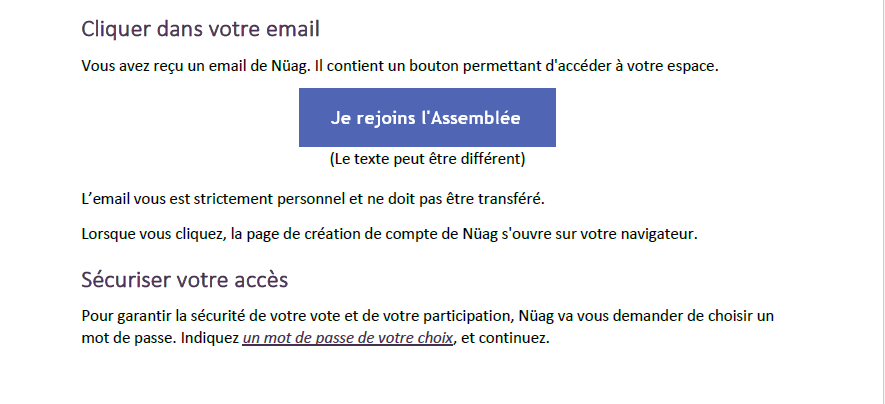 Cliquer dans votre email
Vous avez reçu un email de Nüag. Il contient un bouton permettant d'accéder à votre espace.
Je rejoins l'Assemblée
(Le texte peut être différent)
L’email vous est strictement personnel et ne doit pas être transféré.
Lorsque vous cliquez, la page de création de compte de Nüag s'ouvre sur votre navigateur.
Sécuriser votre accès
Pour garantir la sécurité de votre vote et de votre participation, Nüag va vous demander de choisir un
mot de passe. Indiquez un mot de passe de votre choix, et continuez.